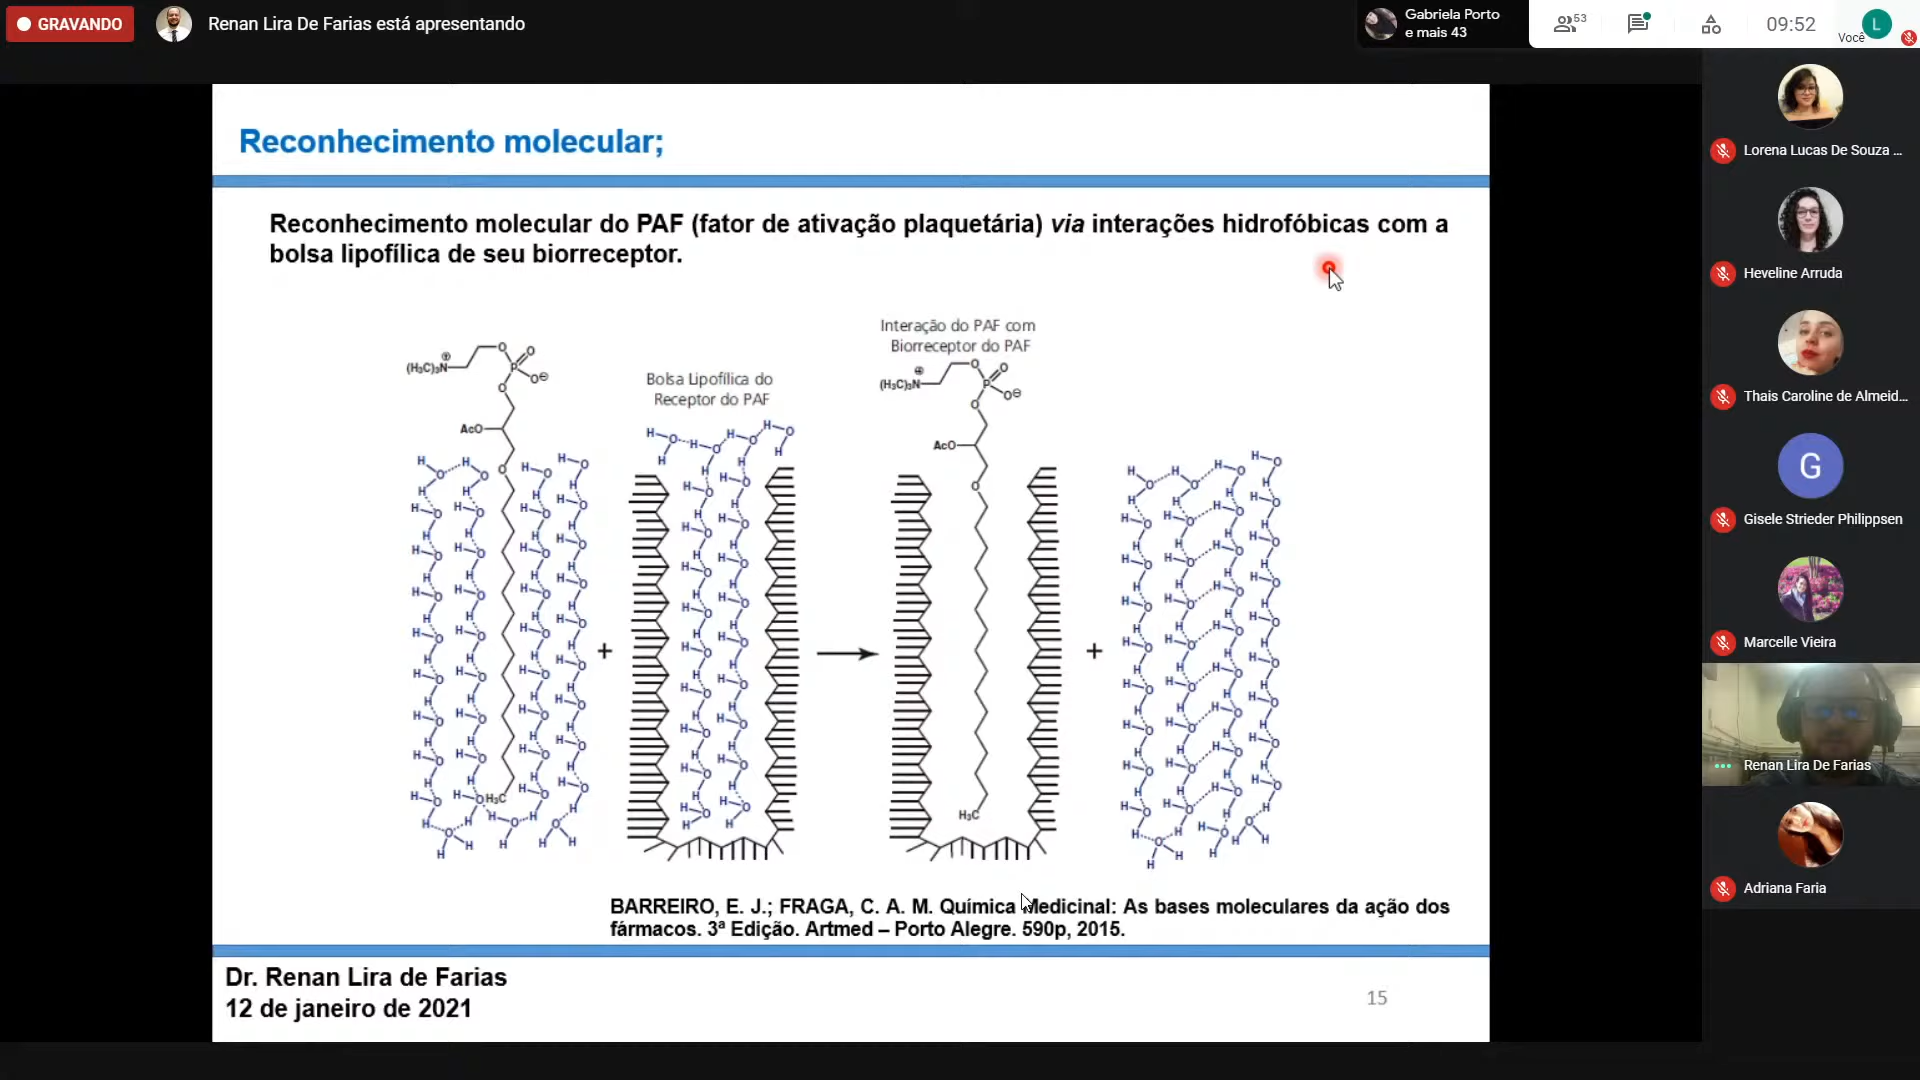 GRAVANDO
Renan Lira De Farias está apresentando
Gabriela Porto
e mais 43
53
09:52
Você
L
Reconhecimento molecular;
Reconhecimento molecular do PAF (fator de ativação plaquetária) via interações hidrofóbicas com a
bolsa lipofílica de seu biorreceptor.
Bolsa Lipofílica do
Receptor do PAF
Interação do PAF com
Biorreceptor do PAF
(H₃C)₃N
AcO
H₃C
+
(H₃C)₃N
AcO
H₃C
+
BARREIRO, E. J.; FRAGA, C. A. M. Química Medicinal: As bases moleculares da ação dos
fármacos. 3ª Edição. Artmed – Porto Alegre. 590p, 2015.
Dr. Renan Lira de Farias
12 de janeiro de 2021
15
Lorena Lucas De Souza ...
Heveline Arruda
Thais Caroline de Almeid...
G
Gisele Strieder Philippsen
Marcelle Vieira
Renan Lira De Farias
Adriana Faria